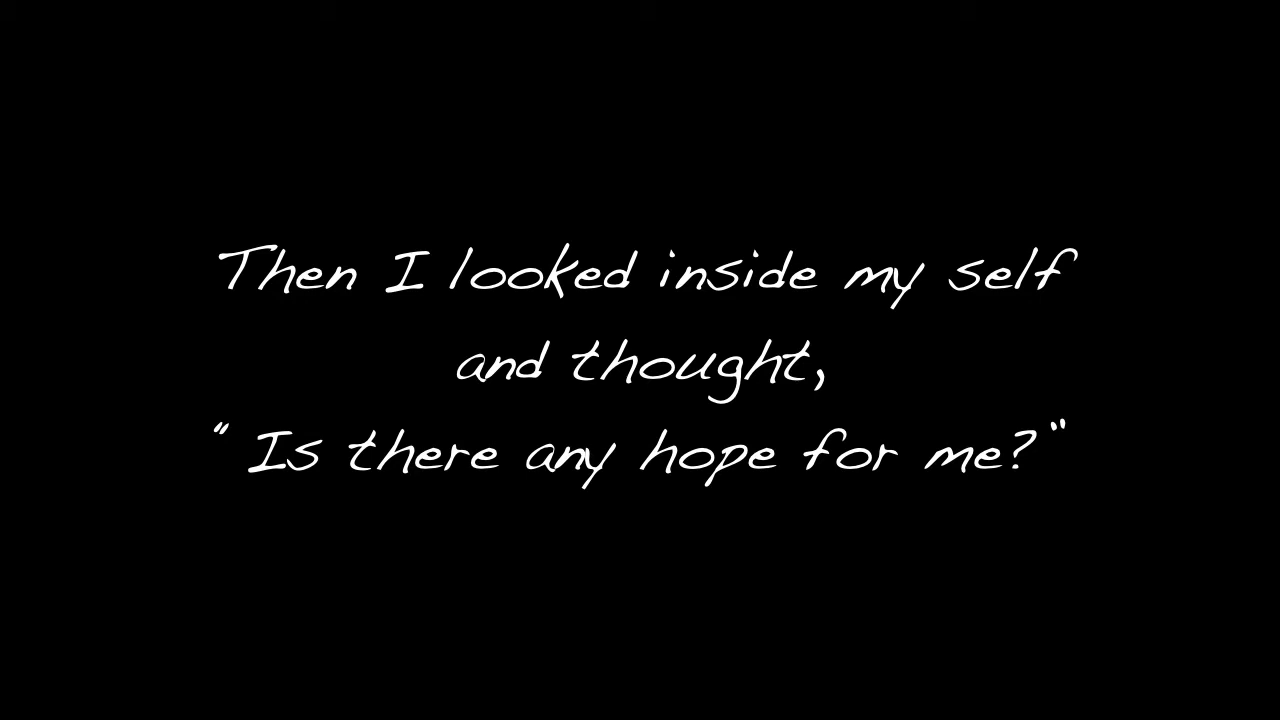 Then I looked inside my self
and thought,
"Is there any hope for me?"